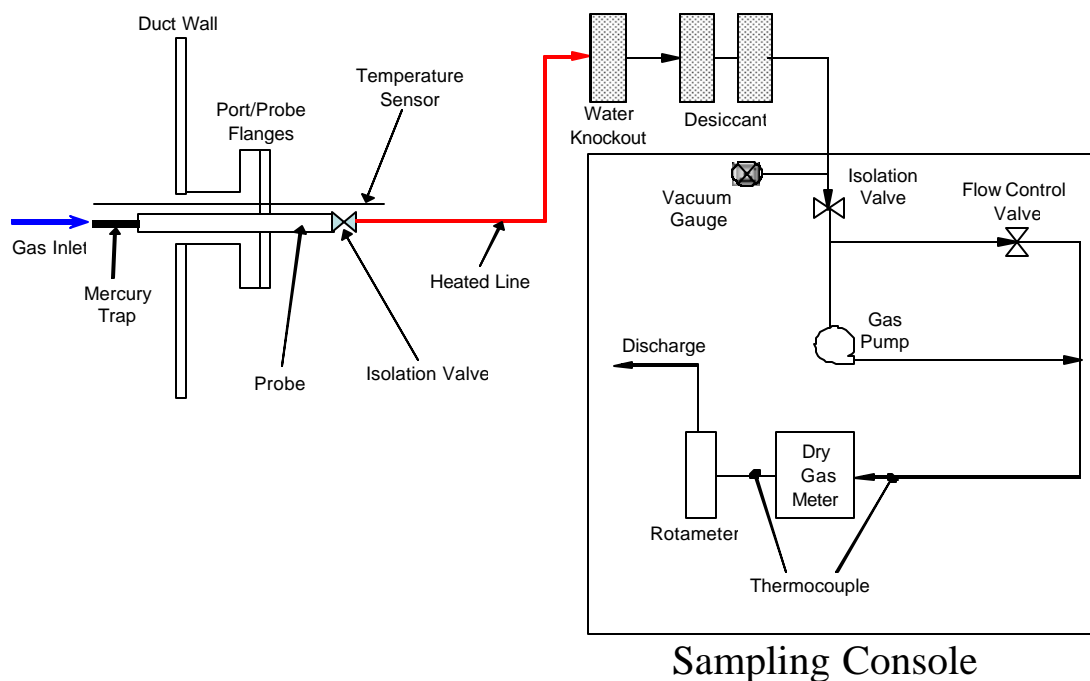 Duct Wall
Temperature
Sensor
Port/Probe
Flanges
Water
Knockout
Desiccant
Vacuum
Gauge
Isolation
Valve
Flow Control
Valve
Gas Inlet
Mercury
Trap
Heated Line
Probe
Isolation Valve
Gas
Pump
Discharge
Dry
Gas
Meter
Rotameter
Thermocouple
Sampling Console